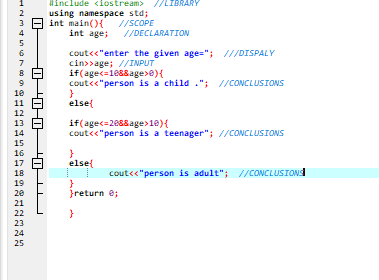 1 #include <iostream> //LIBRARY
2 using namespace std;
3 int main(){ //SCOPE
4 int age; //DECLARATION
5
6 cout<<"enter the given age="; ///DISPALY
7 cin>>age; //INPUT
8 if(age<=10&&age>0){
9 cout<<"person is a child ."; //CONCLUSIONS
10 }
11 else{
12
13 if(age<=20&&age>10){
14 cout<<"person is a teenager"; //CONCLUSIONS
15
16 }
17 else{
18 cout<<"person is adult"; //CONCLUSIONS
19 }
20 }return 0;
21
22 }
23
24
25